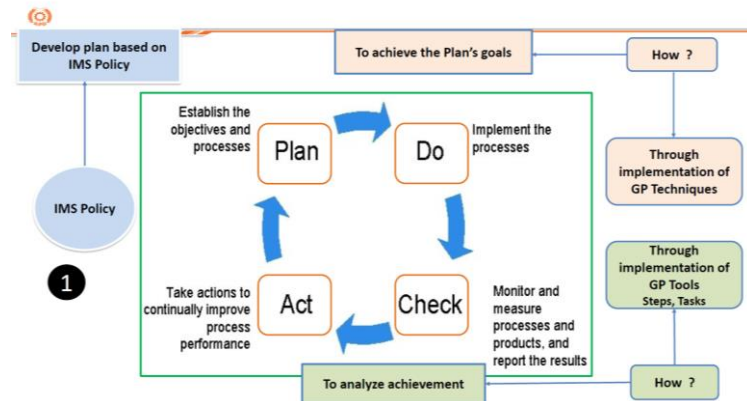 Develop plan based on
IMS Policy
To achieve the Plan's goals
How ?
Establish the
objectives and
processes
Plan
Do
Implement the
processes
Through
implementation of
GP Techniques
IMS Policy
1
Through
implementation of
GP Tools
Steps, Tasks
Take actions to
continually improve
process
performance
Act
Check
Monitor and
measure
processes and
products, and
report the results
To analyze achievement
How ?